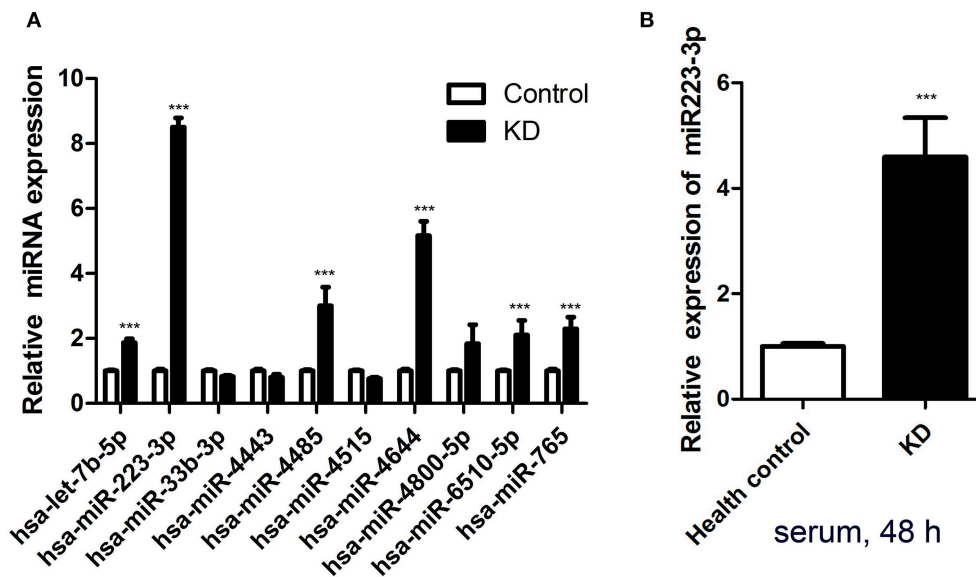 A
Relative miRNA expression
10
8
6
4
2
0
Control
KD
***
***
***
***
***
***
hsa-let-7b-5p
hsa-miR-223-3p
hsa-miR-33b-3p
hsa-miR-4443
hsa-miR-4485
hsa-miR-4515
hsa-miR-4644
hsa-miR-4800-5p
hsa-miR-6510-5p
hsa-miR-765
B
Relative expression of miR223-3p
6
4
2
0
***
Health control
KD
serum, 48 h